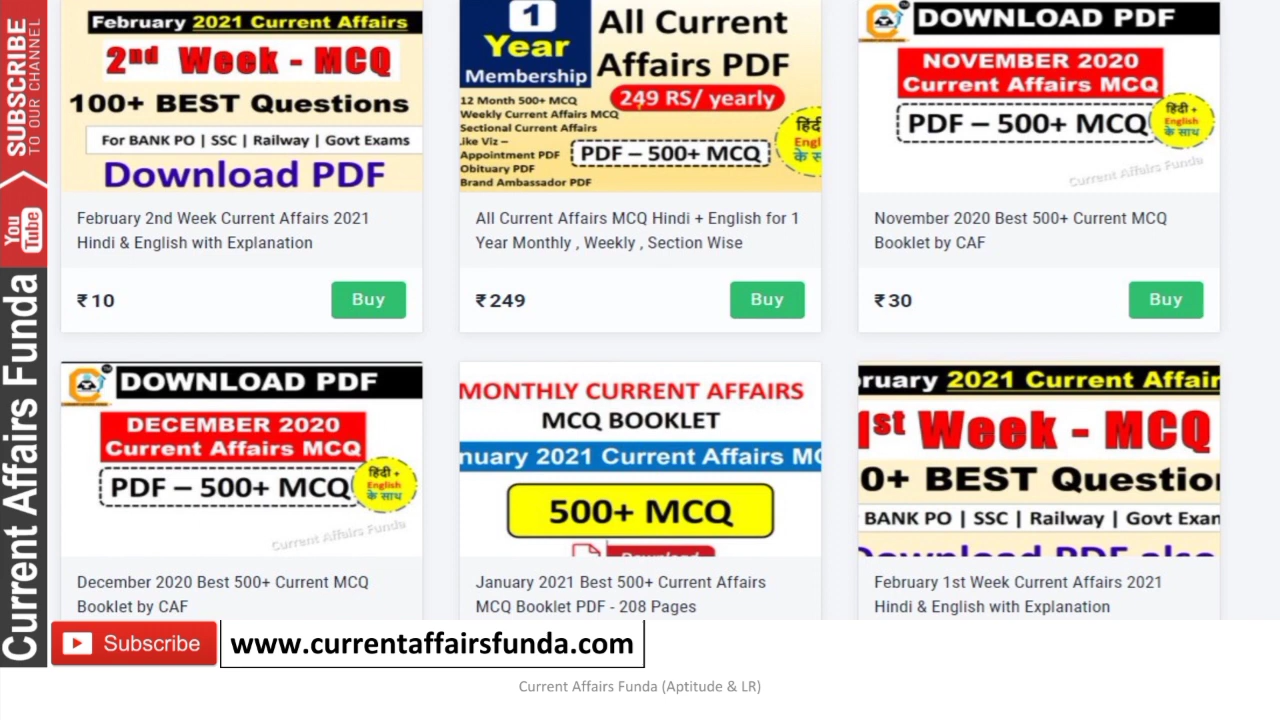 SUBSCRIBE
TO OUR CHANNEL
You
Tube
Current Affairs Funda
February 2021 Current Affairs
2nd Week - MCQ
100+ BEST Questions
For BANK PO | SSC | Railway | Govt Exams
Download PDF
February 2nd Week Current Affairs 2021
Hindi & English with Explanation
₹ 10
Buy
1
Year
Membership
All Current
Affairs PDF
249 RS/ yearly
12 Month 500+ MCQ
Weekly Current Affairs MCQ
Sectional Current Affairs
Like Viz –
Appointment PDF
Obituary PDF
Brand Ambassador PDF
PDF – 500+ MCQ
All Current Affairs MCQ Hindi + English for 1
Year Monthly , Weekly , Section Wise
₹ 249
Buy
DOWNLOAD PDF
NOVEMBER 2020
Current Affairs MCQ
PDF – 500+ MCQ
हिंदी +
English
के साथ
Current Affairs Funda
November 2020 Best 500+ Current MCQ
Booklet by CAF
₹ 30
Buy
DOWNLOAD PDF
DECEMBER 2020
Current Affairs MCQ
PDF – 500+ MCQ
हिंदी +
English
के साथ
Current Affairs Funda
December 2020 Best 500+ Current MCQ
Booklet by CAF
MONTHLY CURRENT AFFAIRS
MCQ BOOKLET
nuary 2021 Current Affairs MC
500+ MCQ
Download
January 2021 Best 500+ Current Affairs
MCQ Booklet PDF - 208 Pages
ruary 2021 Current Affair
1st Week - MCQ
0+ BEST Questio
BANK PO | SSC | Railway | Govt Exan
Download PDF also
February 1st Week Current Affairs 2021
Hindi & English with Explanation
Subscribe
www.currentaffairsfunda.com
Current Affairs Funda (Aptitude & LR)